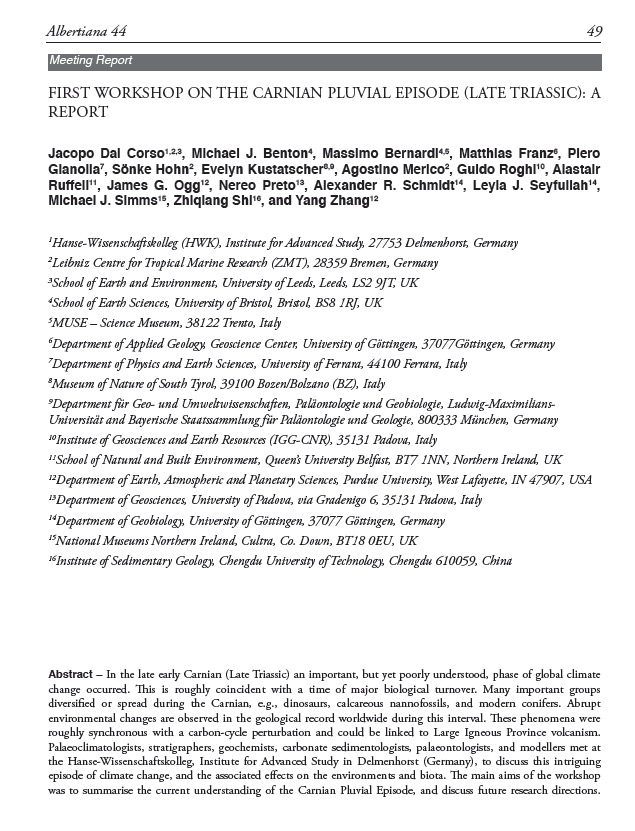 Albertiana 44 49
Meeting Report
FIRST WORKSHOP ON THE CARNIAN PLUVIAL EPISODE (LATE TRIASSIC): A
REPORT
Jacopo Dal Corso1,2,3, Michael J. Benton4, Massimo Bernardi4,5, Matthias Franz6, Piero
Gianolla7, Sönke Hohn2, Evelyn Kustatscher8,9, Agostino Merico2, Guido Roghi10, Alastair
Ruffell11, James G. Ogg12, Nereo Preto13, Alexander R. Schmidt14, Leyla J. Seyfullah14,
Michael J. Simms15, Zhiqiang Shi16, and Yang Zhang12
1Hanse-Wissenschaftskolleg (HWK), Institute for Advanced Study, 27753 Delmenhorst, Germany
2Leibniz Centre for Tropical Marine Research (ZMT), 28359 Bremen, Germany
3School of Earth and Environment, University of Leeds, Leeds, LS2 9JT, UK
4School of Earth Sciences, University of Bristol, Bristol, BS8 1RJ, UK
5MUSE – Science Museum, 38122 Trento, Italy
6Department of Applied Geology, Geoscience Center, University of Göttingen, 37077Göttingen, Germany
7Department of Physics and Earth Sciences, University of Ferrara, 44100 Ferrara, Italy
8Museum of Nature of South Tyrol, 39100 Bozen/Bolzano (BZ), Italy
9Department für Geo- und Umweltwissenschaften, Paläontologie und Geobiologie, Ludwig-Maximilians-
Universität and Bayerische Staatssammlung für Paläontologie und Geologie, 800333 München, Germany
10Institute of Geosciences and Earth Resources (IGG-CNR), 35131 Padova, Italy
11School of Natural and Built Environment, Queen's University Belfast, BT7 1NN, Northern Ireland, UK
12Department of Earth, Atmospheric and Planetary Sciences, Purdue University, West Lafayette, IN 47907, USA
13Department of Geosciences, University of Padova, via Gradenigo 6, 35131 Padova, Italy
14Department of Geobiology, University of Göttingen, 37077 Göttingen, Germany
15National Museums Northern Ireland, Cultra, Co. Down, BT18 0EU, UK
16Institute of Sedimentary Geology, Chengdu University of Technology, Chengdu 610059, China
Abstract – In the late early Carnian (Late Triassic) an important, but yet poorly understood, phase of global climate
change occurred. This is roughly coincident with a time of major biological turnover. Many important groups
diversified or spread during the Carnian, e.g., dinosaurs, calcareous nannofossils, and modern conifers. Abrupt
environmental changes are observed in the geological record worldwide during this interval. These phenomena were
roughly synchronous with a carbon-cycle perturbation and could be linked to Large Igneous Province volcanism.
Palaeoclimatologists, stratigraphers, geochemists, carbonate sedimentologists, palaeontologists, and modellers met at
the Hanse-Wissenschaftskolleg, Institute for Advanced Study in Delmenhorst (Germany), to discuss this intriguing
episode of climate change, and the associated effects on the environments and biota. The main aims of the workshop
was to summarise the current understanding of the Carnian Pluvial Episode, and discuss future research directions.